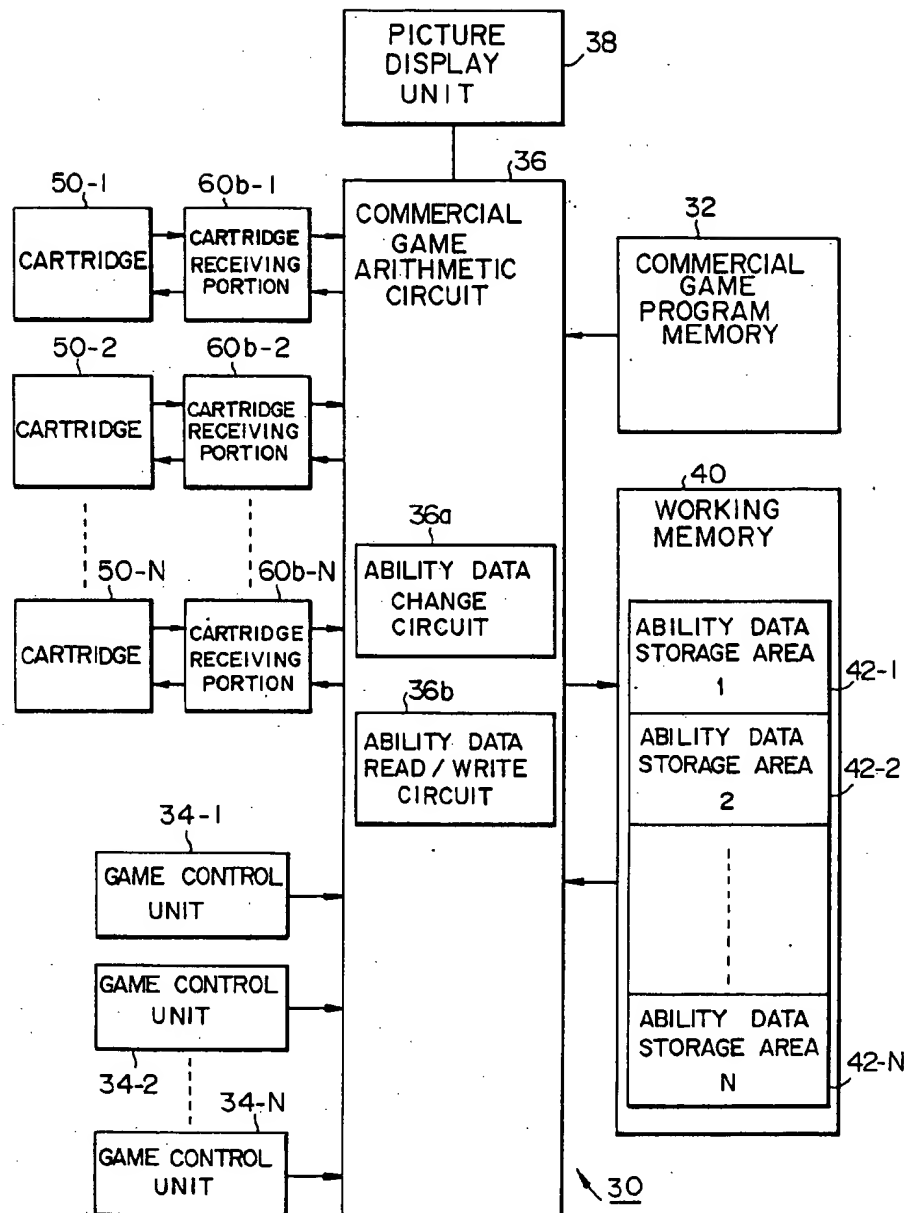 PICTURE
DISPLAY
UNIT
38
36
50-1
60b-1
CARTRIDGE
CARTRIDGE
RECEIVING
PORTION
COMMERCIAL
GAME
ARITHMETIC
CIRCUIT
32
COMMERCIAL
GAME
PROGRAM
MEMORY
50-2
60b-2
CARTRIDGE
CARTRIDGE
RECEIVING
PORTION
40
WORKING
MEMORY
50-N
60b-N
CARTRIDGE
CARTRIDGE
RECEIVING
PORTION
36a
ABILITY DATA
CHANGE
CIRCUIT
36b
ABILITY DATA
READ / WRITE
CIRCUIT
ABILITY DATA
STORAGE AREA
1
42-1
ABILITY DATA
STORAGE AREA
2
42-2
ABILITY DATA
STORAGE AREA
N
42-N
34-1
GAME CONTROL
UNIT
GAME CONTROL
UNIT
34-2
34-N
GAME CONTROL
UNIT
30